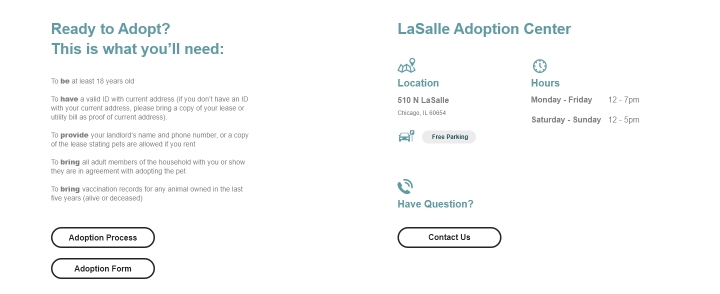 Ready to Adopt?
This is what you'll need:
To be at least 18 years old
To have a valid ID with current address (if you don't have an ID
with your current address, please bring a copy of your lease or
utility bill as proof of current address).
To provide your landlord's name and phone number, or a copy
of the lease stating pets are allowed if you rent
To bring all adult members of the household with you or show
they are in agreement with adopting the pet
To bring vaccination records for any animal owned in the last
five years (alive or deceased)
Adoption Process
Adoption Form
LaSalle Adoption Center
Location
510 N LaSalle
Chicago, IL 60654
Free Parking
Hours
Monday - Friday 12 - 7pm
Saturday - Sunday 12 - 5pm
Have Question?
Contact Us